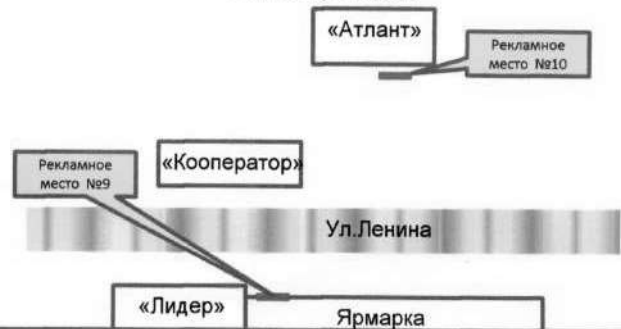 «Атлант»
Рекламное
место №10
Рекламное
место №9
«Кооператор»
Ул.Ленина
«Лидер»
Ярмарка